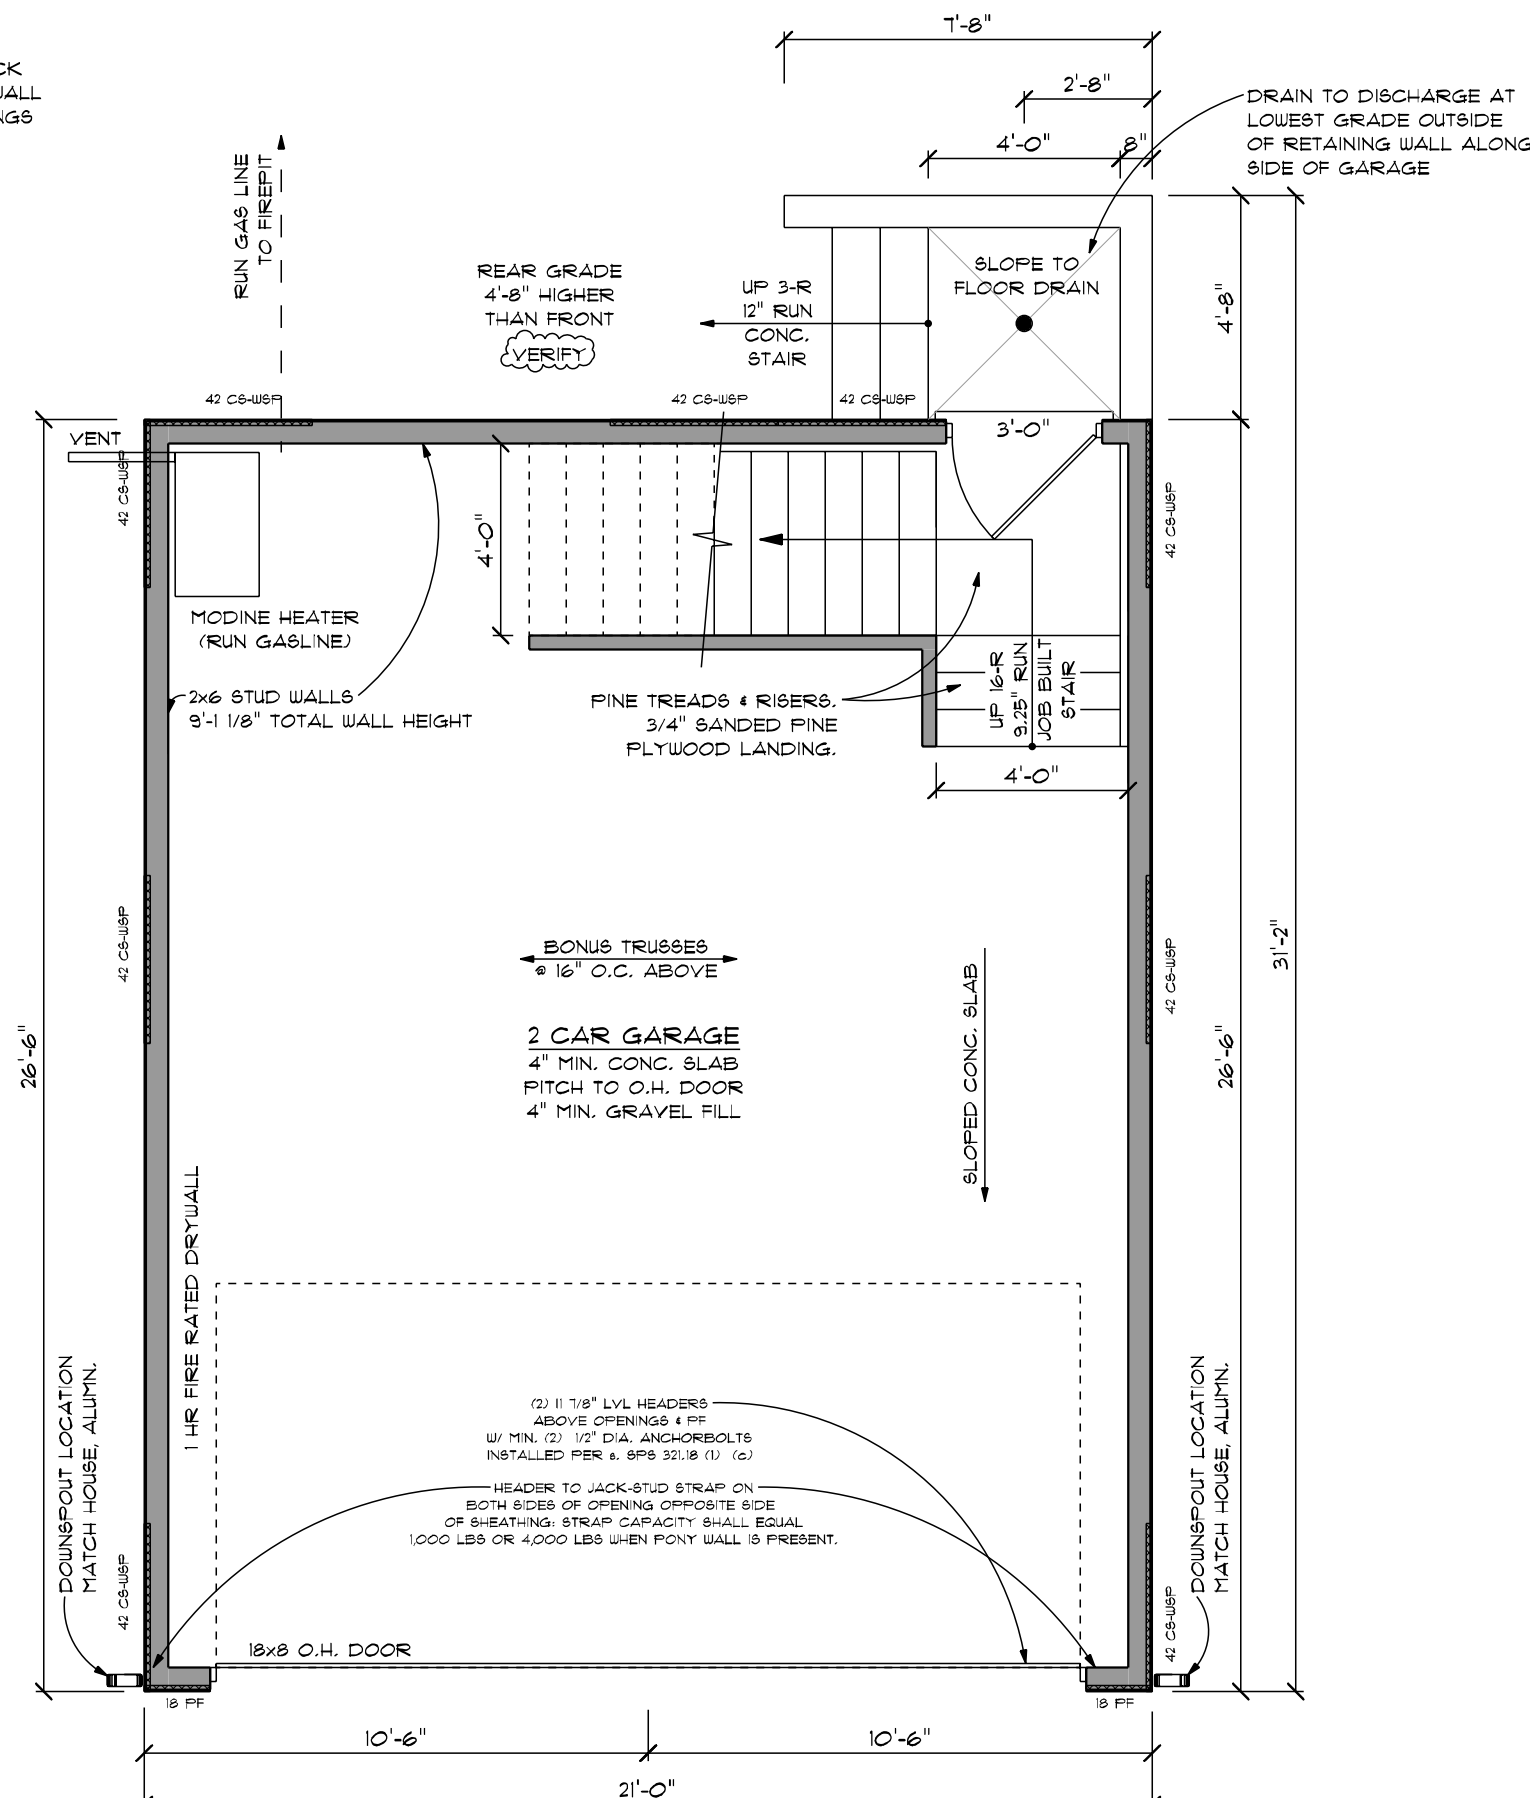 7'-8"
2'-8"
4'-0"
8"
CK
WALL
NGS
DRAIN TO DISCHARGE AT
LOWEST GRADE OUTSIDE
OF RETAINING WALL ALONG
SIDE OF GARAGE
RUN GAS LINE
TO FIREPIT
REAR GRADE
4'-8" HIGHER
THAN FRONT
VERIFY
UP 3-R
12" RUN
CONC.
STAIR
SLOPE TO
FLOOR DRAIN
4'-8"
42 CS-WSP
42 CS-WSP
42 CS-WSP
3'-0"
VENT
42 CS-WSP
42 CS-WSP
4'-0"
MODINE HEATER
(RUN GASLINE)
2x6 STUD WALLS
9'-1 1/8" TOTAL WALL HEIGHT
PINE TREADS & RISERS.
3/4" SANDED PINE
PLYWOOD LANDING.
UP 16-R
9.25" RUN
JOB BUILT
STAIR
4'-0"
42 CS-WSP
42 CS-WSP
BONUS TRUSSES
@ 16" O.C. ABOVE
31'-2"
26'-6"
26'-6"
2 CAR GARAGE
4" MIN. CONC. SLAB
PITCH TO O.H. DOOR
4" MIN. GRAVEL FILL
SLOPED CONC. SLAB
1 HR FIRE RATED DRYWALL
DOWNSPOUT LOCATION
MATCH HOUSE, ALUMN.
(2) 11 7/8" LVL HEADERS
ABOVE OPENINGS & PF
W/ MIN. (2) 1/2" DIA. ANCHORBOLTS
INSTALLED PER s. SPS 321.18 (1) (c)
HEADER TO JACK-STUD STRAP ON
BOTH SIDES OF OPENING OPPOSITE SIDE
OF SHEATHING: STRAP CAPACITY SHALL EQUAL
1,000 LBS OR 4,000 LBS WHEN PONY WALL IS PRESENT.
DOWNSPOUT LOCATION
MATCH HOUSE, ALUMN.
42 CS-WSP
42 CS-WSP
18x8 O.H. DOOR
18 PF
18 PF
10'-6"
10'-6"
21'-0"